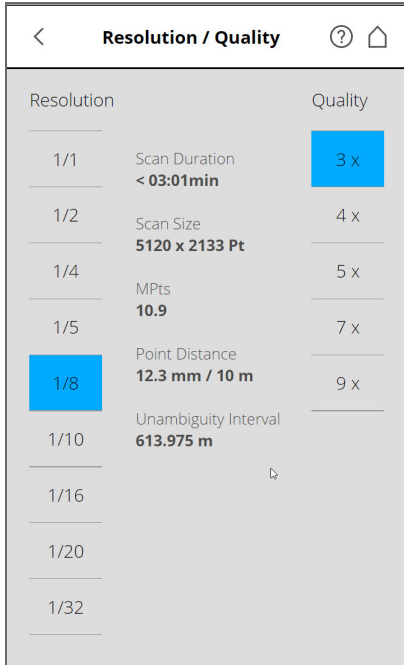 Resolution / Quality
Resolution
1/1
1/2
1/4
1/5
1/8
1/10
1/16
1/20
1/32
Scan Duration
< 03:01min
Scan Size
5120 x 2133 Pt
MPts
10.9
Point Distance
12.3 mm / 10 m
Unambiguity Interval
613.975 m
Quality
3 x
4 x
5 x
7 x
9 x